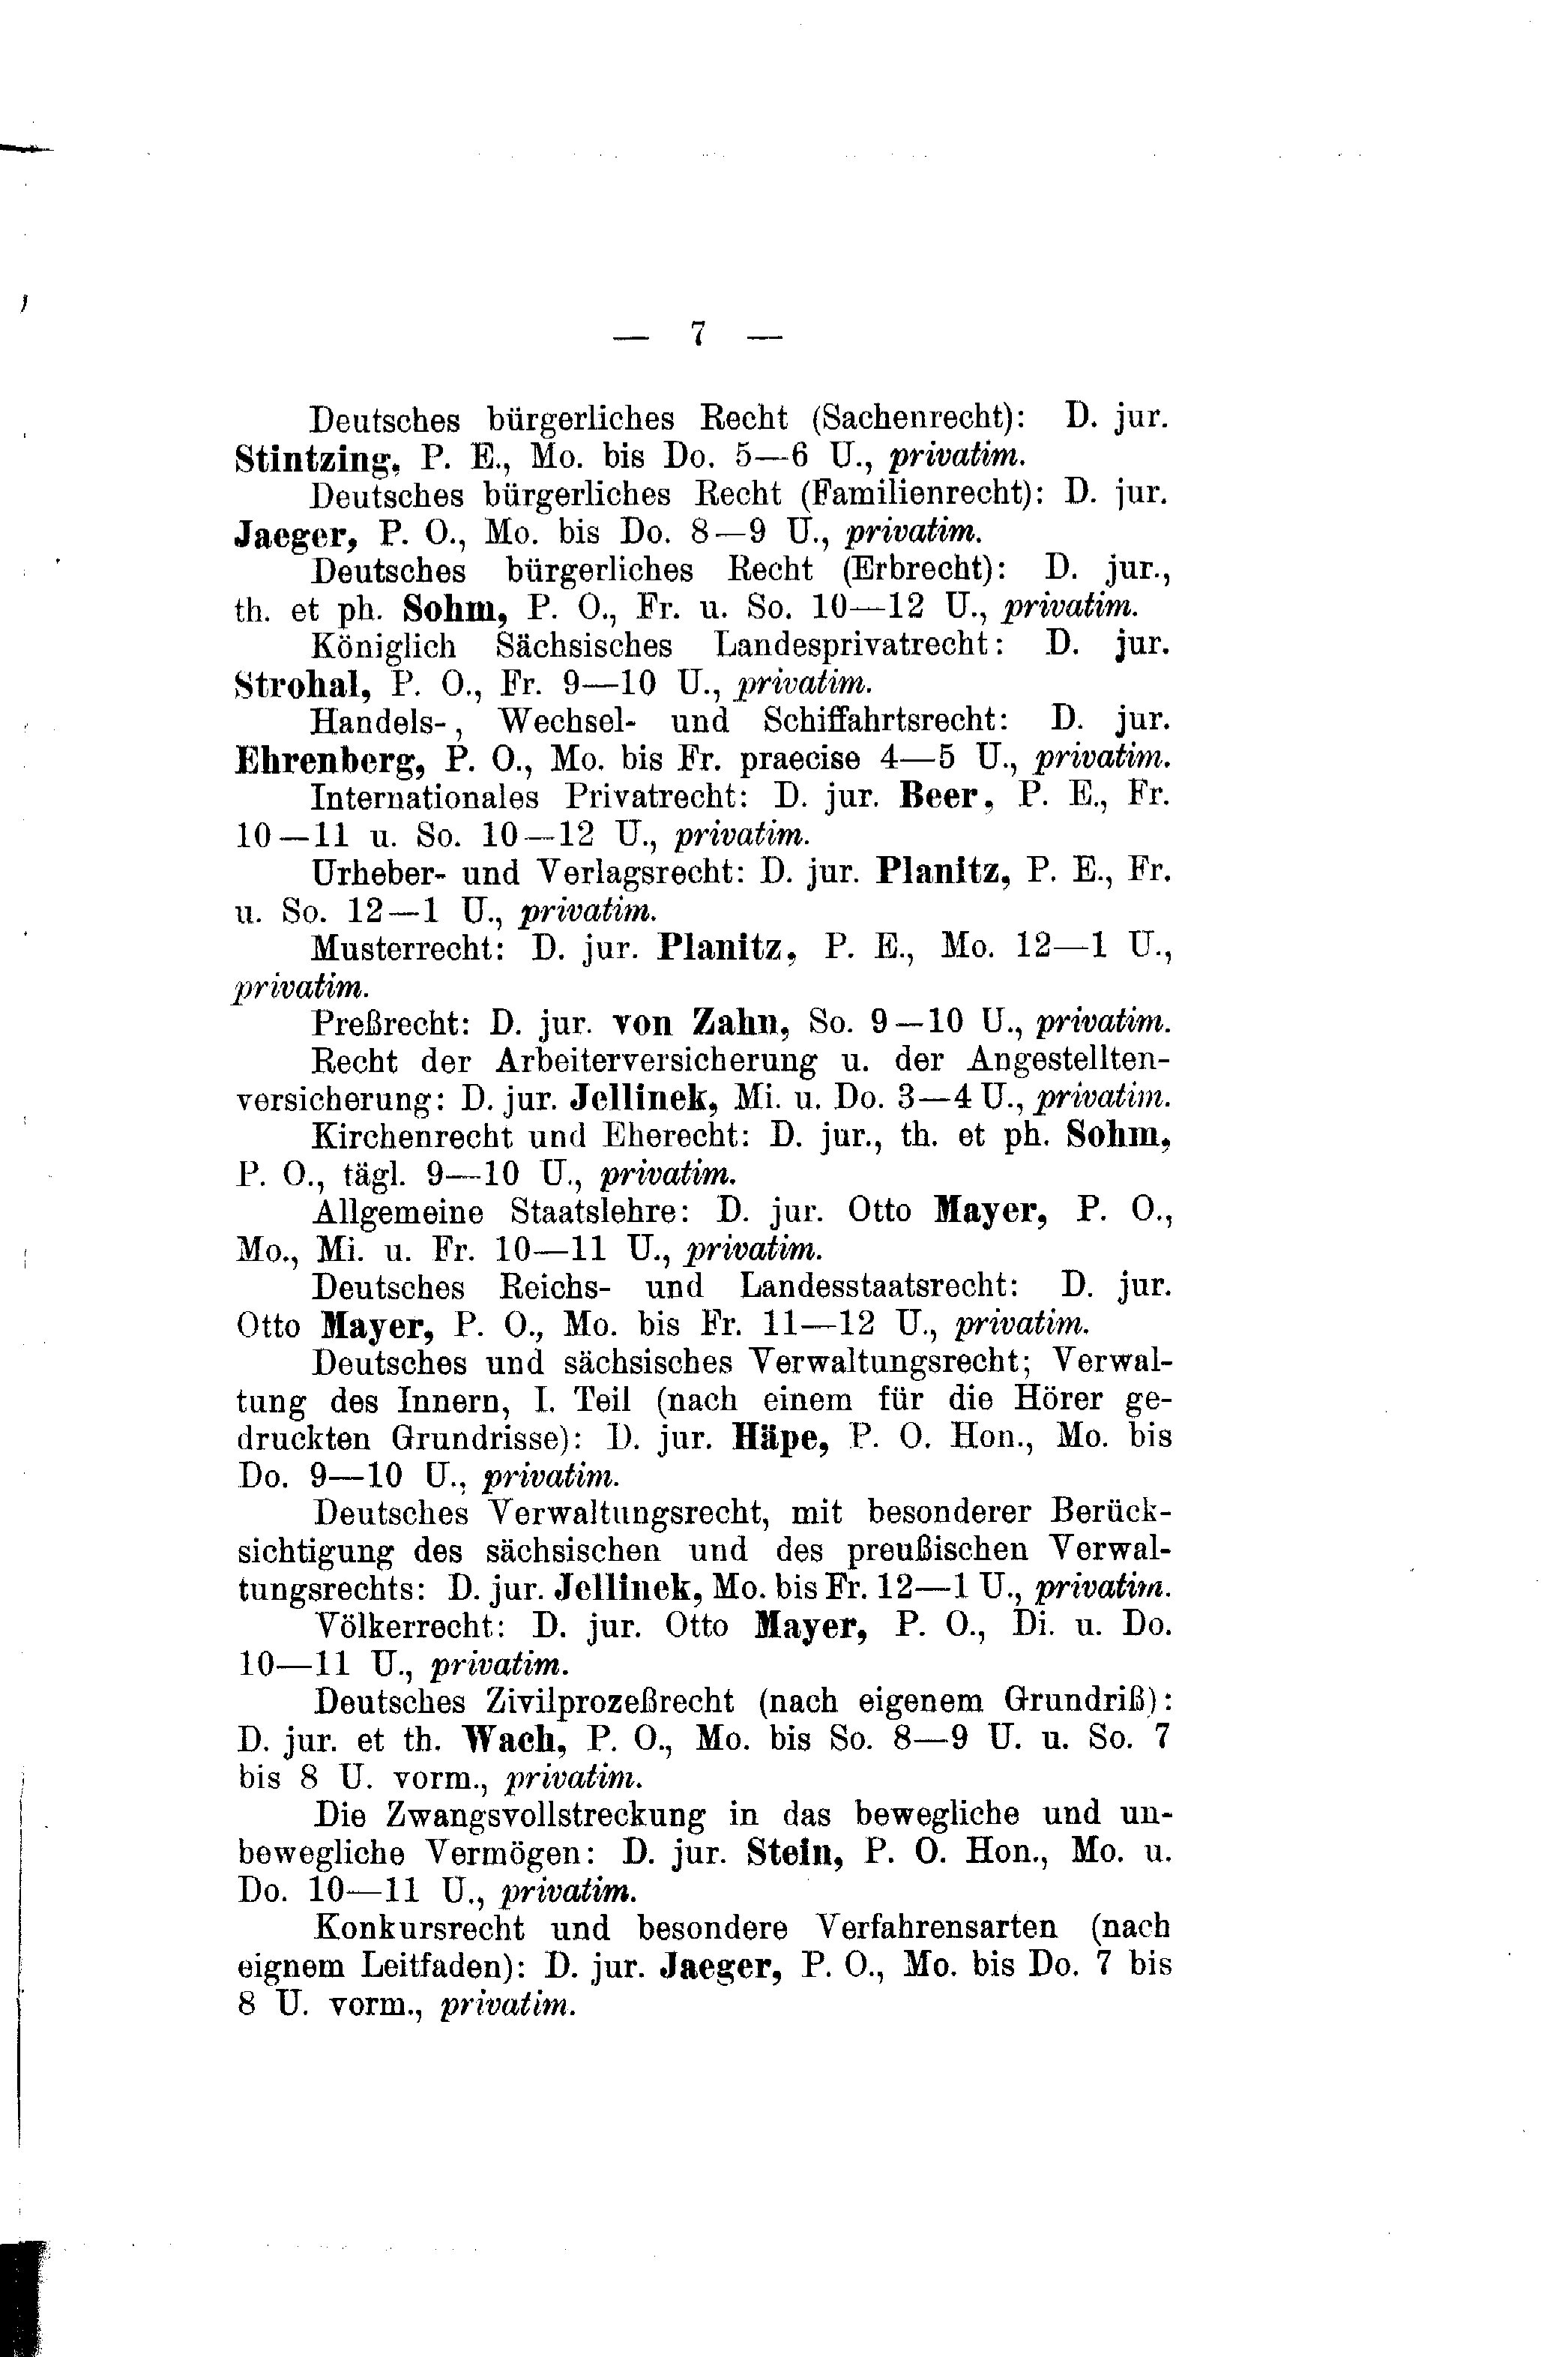 — 7 —
Deutsches bürgerliches Recht (Sachenrecht): D. jur.
Stintzing, P. E., Mo. bis Do. 5—6 U., privatim.
Deutsches bürgerliches Recht (Familienrecht): D. jur.
Jaeger, P. O., Mo. bis Do. 8—9 U., privatim.
Deutsches bürgerliches Recht (Erbrecht): D. jur.,
th. et ph. Sohm, P. O., Fr. u. So. 10—12 U., privatim.
Königlich Sächsisches Landesprivatrecht: D. jur.
Strohal, P. O., Fr. 9—10 U., privatim.
Handels-, Wechsel- und Schiffahrtsrecht: D. jur.
Ehrenberg, P. O., Mo. bis Fr. praecise 4—5 U., privatim.
Internationales Privatrecht: D. jur. Beer, P. E., Fr.
10—11 u. So. 10—12 U., privatim.
Urheber- und Verlagsrecht: D. jur. Planitz, P. E., Fr.
u. So. 12—1 U., privatim.
Musterrecht: D. jur. Planitz, P. E., Mo. 12—1 U.,
privatim.
Preßrecht: D. jur. von Zahn, So. 9—10 U., privatim.
Recht der Arbeiterversicherung u. der Angestellten-
versicherung: D. jur. Jellinek, Mi. u. Do. 3—4 U., privatim.
Kirchenrecht und Eherecht: D. jur., th. et ph. Sohm,
P. O., tägl. 9—10 U., privatim.
Allgemeine Staatslehre: D. jur. Otto Mayer, P. O.,
Mo., Mi. u. Fr. 10—11 U., privatim.
Deutsches Reichs- und Landesstaatsrecht: D. jur.
Otto Mayer, P. O., Mo. bis Fr. 11—12 U., privatim.
Deutsches und sächsisches Verwaltungsrecht; Verwal-
tung des Innern, I. Teil (nach einem für die Hörer ge-
druckten Grundrisse): D. jur. Häpe, P. O. Hon., Mo. bis
Do. 9—10 U., privatim.
Deutsches Verwaltungsrecht, mit besonderer Berück-
sichtigung des sächsischen und des preußischen Verwal-
tungsrechts: D. jur. Jellinek, Mo. bis Fr. 12—1 U., privatim.
Völkerrecht: D. jur. Otto Mayer, P. O., Di. u. Do.
10—11 U., privatim.
Deutsches Zivilprozeßrecht (nach eigenem Grundriß):
D. jur. et th. Wach, P. O., Mo. bis So. 8—9 U. u. So. 7
bis 8 U. vorm., privatim.
Die Zwangsvollstreckung in das bewegliche und un-
bewegliche Vermögen: D. jur. Stein, P. O. Hon., Mo. u.
Do. 10—11 U., privatim.
Konkursrecht und besondere Verfahrensarten (nach
eignem Leitfaden): D. jur. Jaeger, P. O., Mo. bis Do. 7 bis
8 U. vorm., privatim.